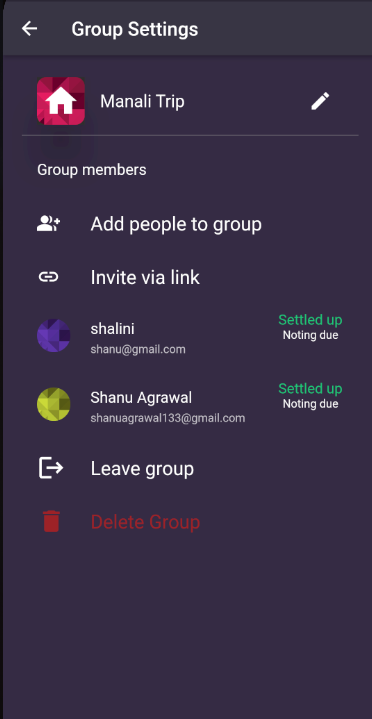 Group Settings
Manali Trip
Group members
Add people to group
Invite via link
shalini
shanu@gmail.com
Settled up
Noting due
Shanu Agrawal
shanuagrawal133@gmail.com
Settled up
Noting due
Leave group
Delete Group